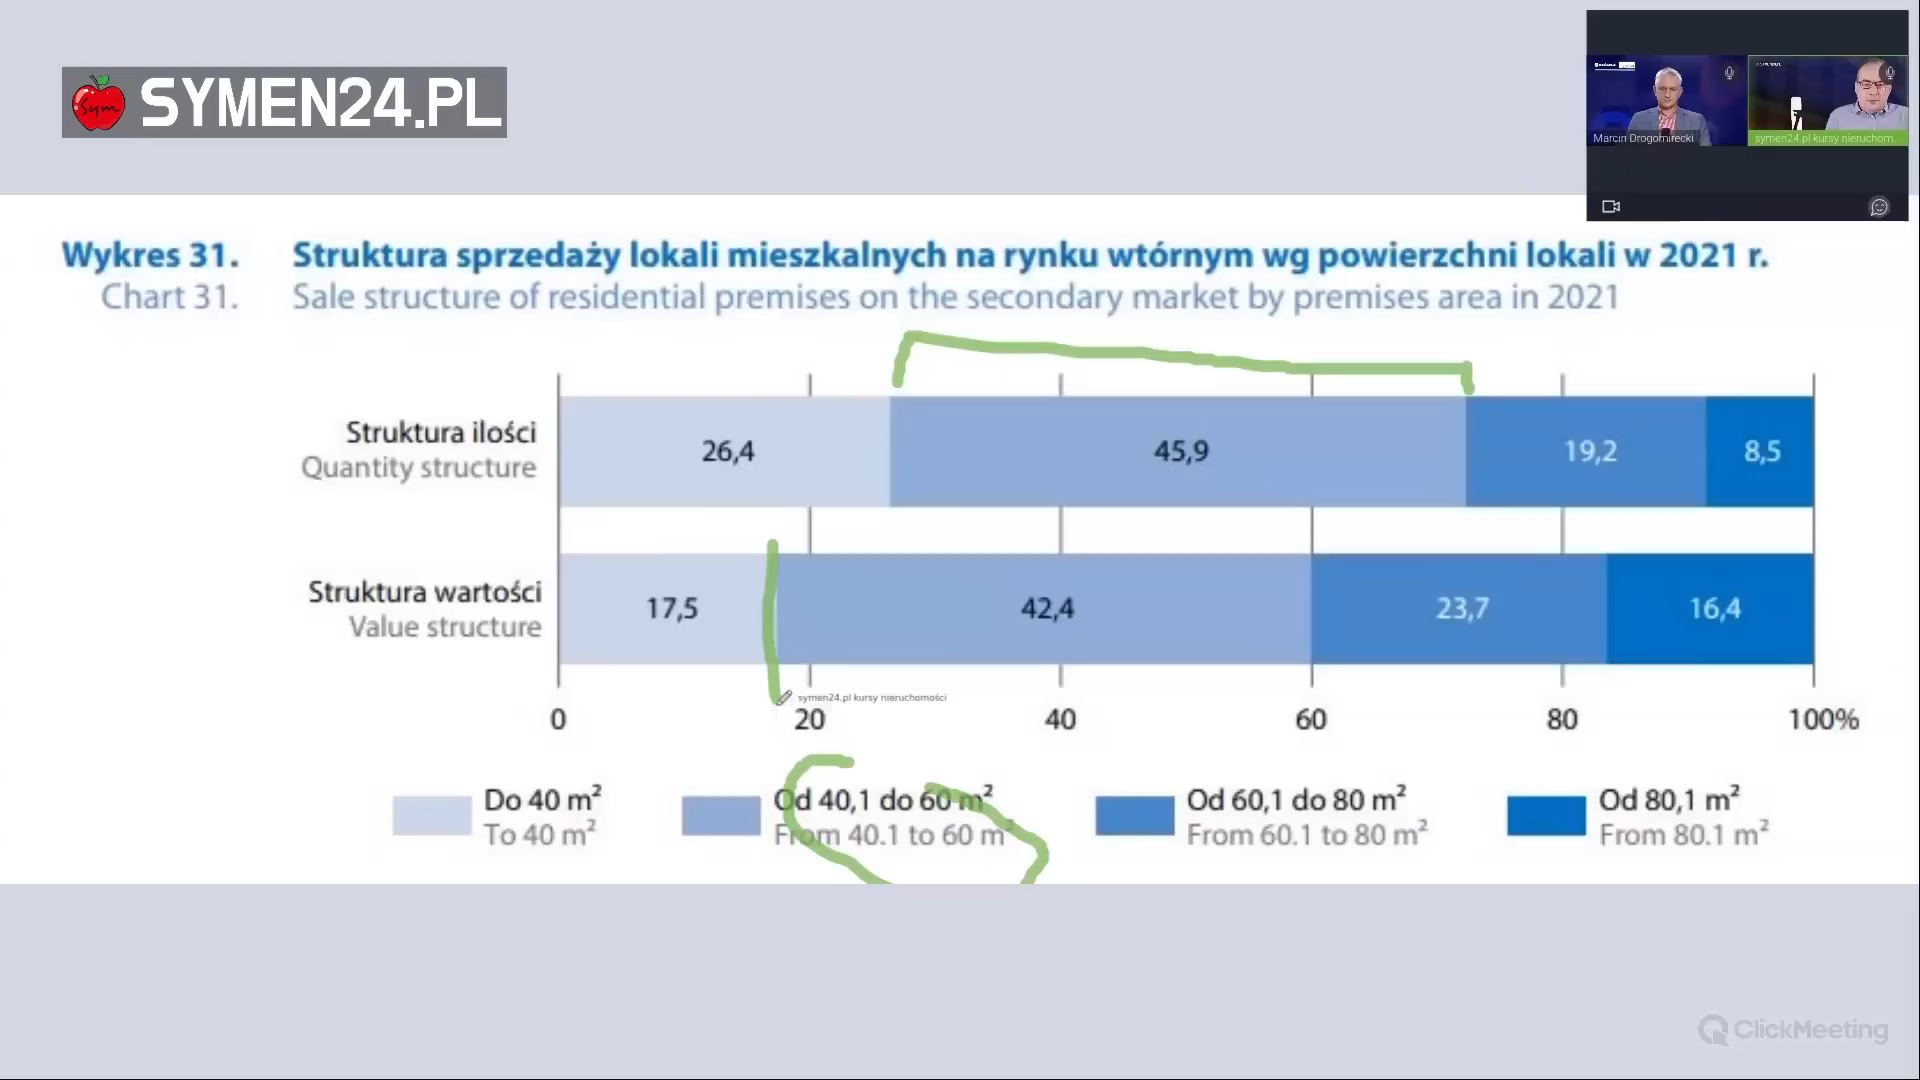 Sym SYMEN24.PL
Marcin Drogomirecki
symen24.pl kursy nieruchom...
Wykres 31. Struktura sprzedaży lokali mieszkalnych na rynku wtórnym wg powierzchni lokali w 2021 r.
Chart 31. Sale structure of residential premises on the secondary market by premises area in 2021
Struktura ilości
Quantity structure
26,4 45,9 19,2 8,5
Struktura wartości
Value structure
17,5 42,4 23,7 16,4
symen24.pl kursy nieruchomości
0 20 40 60 80 100%
Do 40 m²
To 40 m²
Od 40,1 do 60 m²
From 40.1 to 60 m²
Od 60,1 do 80 m²
From 60.1 to 80 m²
Od 80,1 m²
From 80.1 m²
ClickMeeting